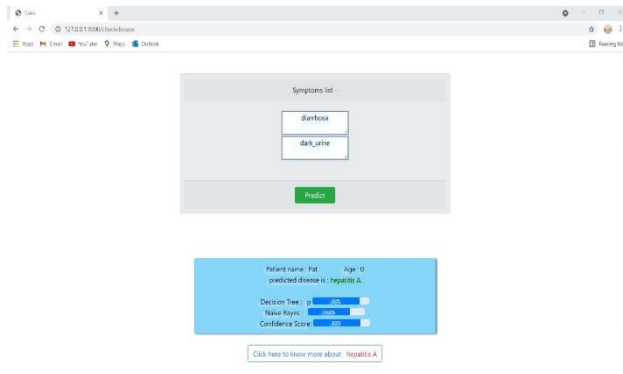 Curis
127.0.0.1:8000/checkdisease
Apps Gmail YouTube Maps Outlook
Reading list
Symptoms list -
diarrhoea
dark_urine
Predict
Patient name : Pat Age : 0
predicted disease is : hepatitis A
Decision Tree : p
Naive Bayes :
Confidence Score:
Click here to know more about hepatitis A